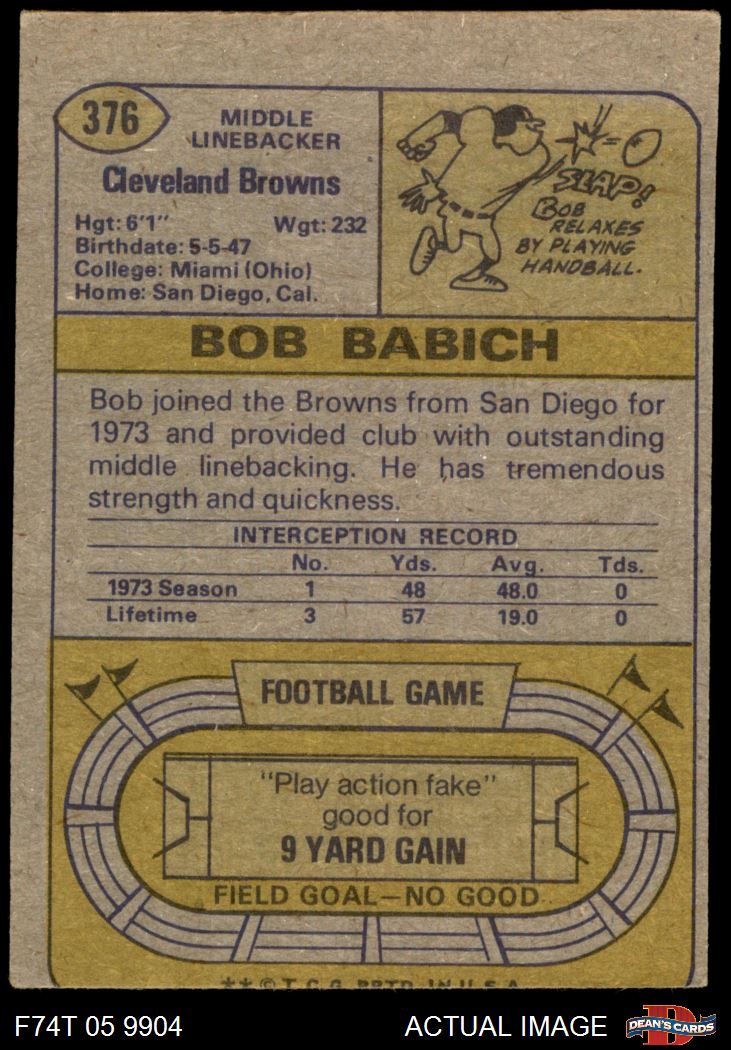 376
MIDDLE
LINEBACKER
Cleveland Browns
Hgt: 6'1" Wgt: 232
Birthdate: 5-5-47
College: Miami (Ohio)
Home: San Diego, Cal.
SLAP!
BOB
RELAXES
BY PLAYING
HANDBALL.
BOB BABICH
Bob joined the Browns from San Diego for
1973 and provided club with outstanding
middle linebacking. He has tremendous
strength and quickness.
INTERCEPTION RECORD
No. Yds. Avg. Tds.
1973 Season 1 48 48.0 0
Lifetime 3 57 19.0 0
FOOTBALL GAME
"Play action fake"
good for
9 YARD GAIN
FIELD GOAL—NO GOOD
**© T.C.G. PRTD. IN U.S.A.
F74T 05 9904 ACTUAL IMAGE DEAN'S CARDS